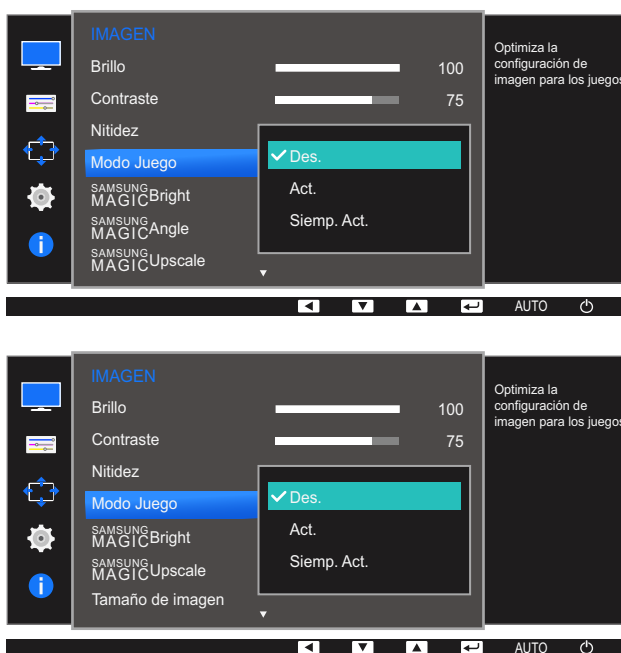 IMAGEN
Brillo 100
Contraste 75
Nitidez
Modo Juego
SAMSUNG MAGIC Bright
SAMSUNG MAGIC Angle
SAMSUNG MAGIC Upscale
Des.
Act.
Siemp. Act.
Optimiza la
configuración de
imagen para los juegos
AUTO
IMAGEN
Brillo 100
Contraste 75
Nitidez
Modo Juego
SAMSUNG MAGIC Bright
SAMSUNG MAGIC Upscale
Tamaño de imagen
Des.
Act.
Siemp. Act.
Optimiza la
configuración de
imagen para los juegos
AUTO